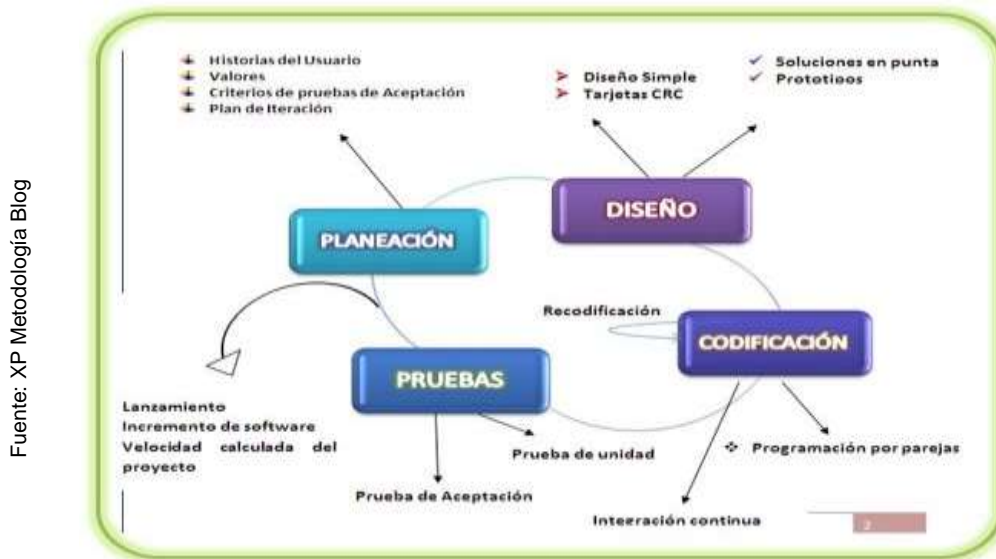 Fuente: XP Metodología Blog
Historias del Usuario
Valores
Criterios de pruebas de Aceptación
Plan de Iteración
Diseño Simple
Tarjetas CRC
Soluciones en punta
Prototipos
DISEÑO
PLANEACIÓN
Recodificación
CODIFICACIÓN
PRUEBAS
Lanzamiento
Incremento de software
Velocidad calculada del
proyecto
Prueba de unidad
Programación por parejas
Prueba de Aceptación
Integración continua
2